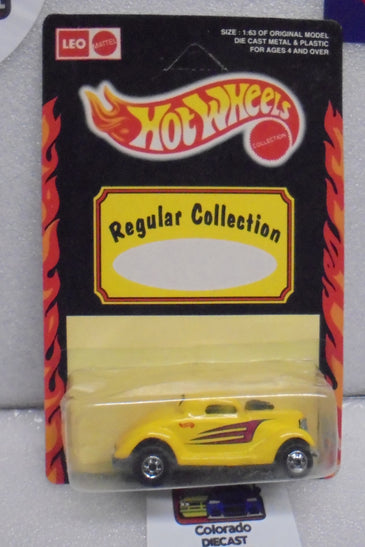 LEO MATTEL
SIZE : 1:63 OF ORIGINAL MODEL
DIE CAST METAL & PLASTIC
FOR AGES 4 AND OVER
HOT WHEELS
COLLECTION
Regular Collection
Colorado
DIECAST